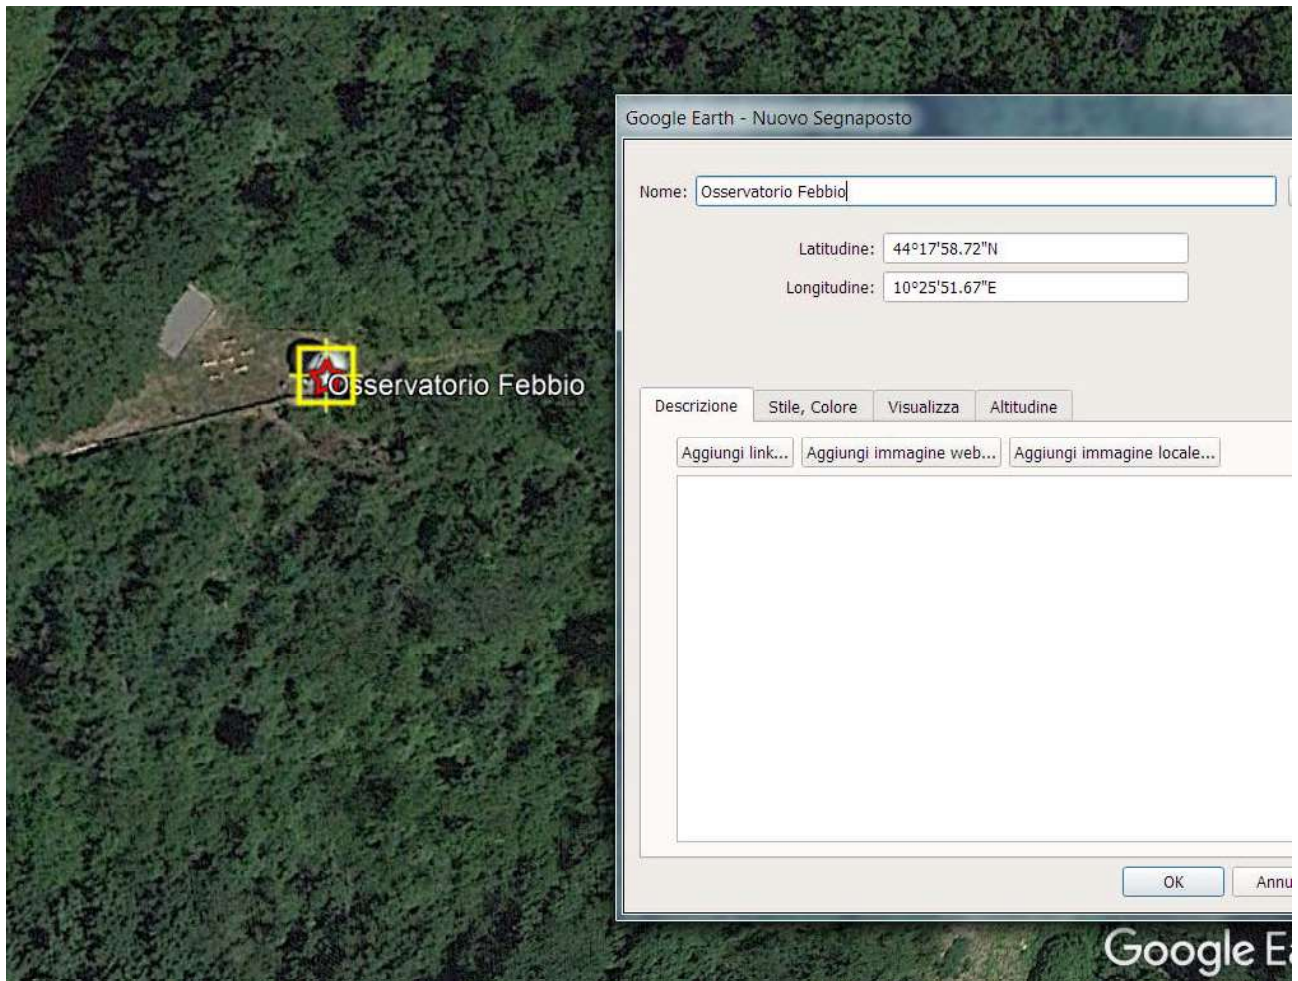 Google Earth - Nuovo Segnaposto
Nome: Osservatorio Febbio
Latitudine: 44°17'58.72"N
Longitudine: 10°25'51.67"E
Osservatorio Febbio
Descrizione Stile, Colore Visualizza Altitudine
Aggiungi link... Aggiungi immagine web... Aggiungi immagine locale...
OK Annu
Google Ea